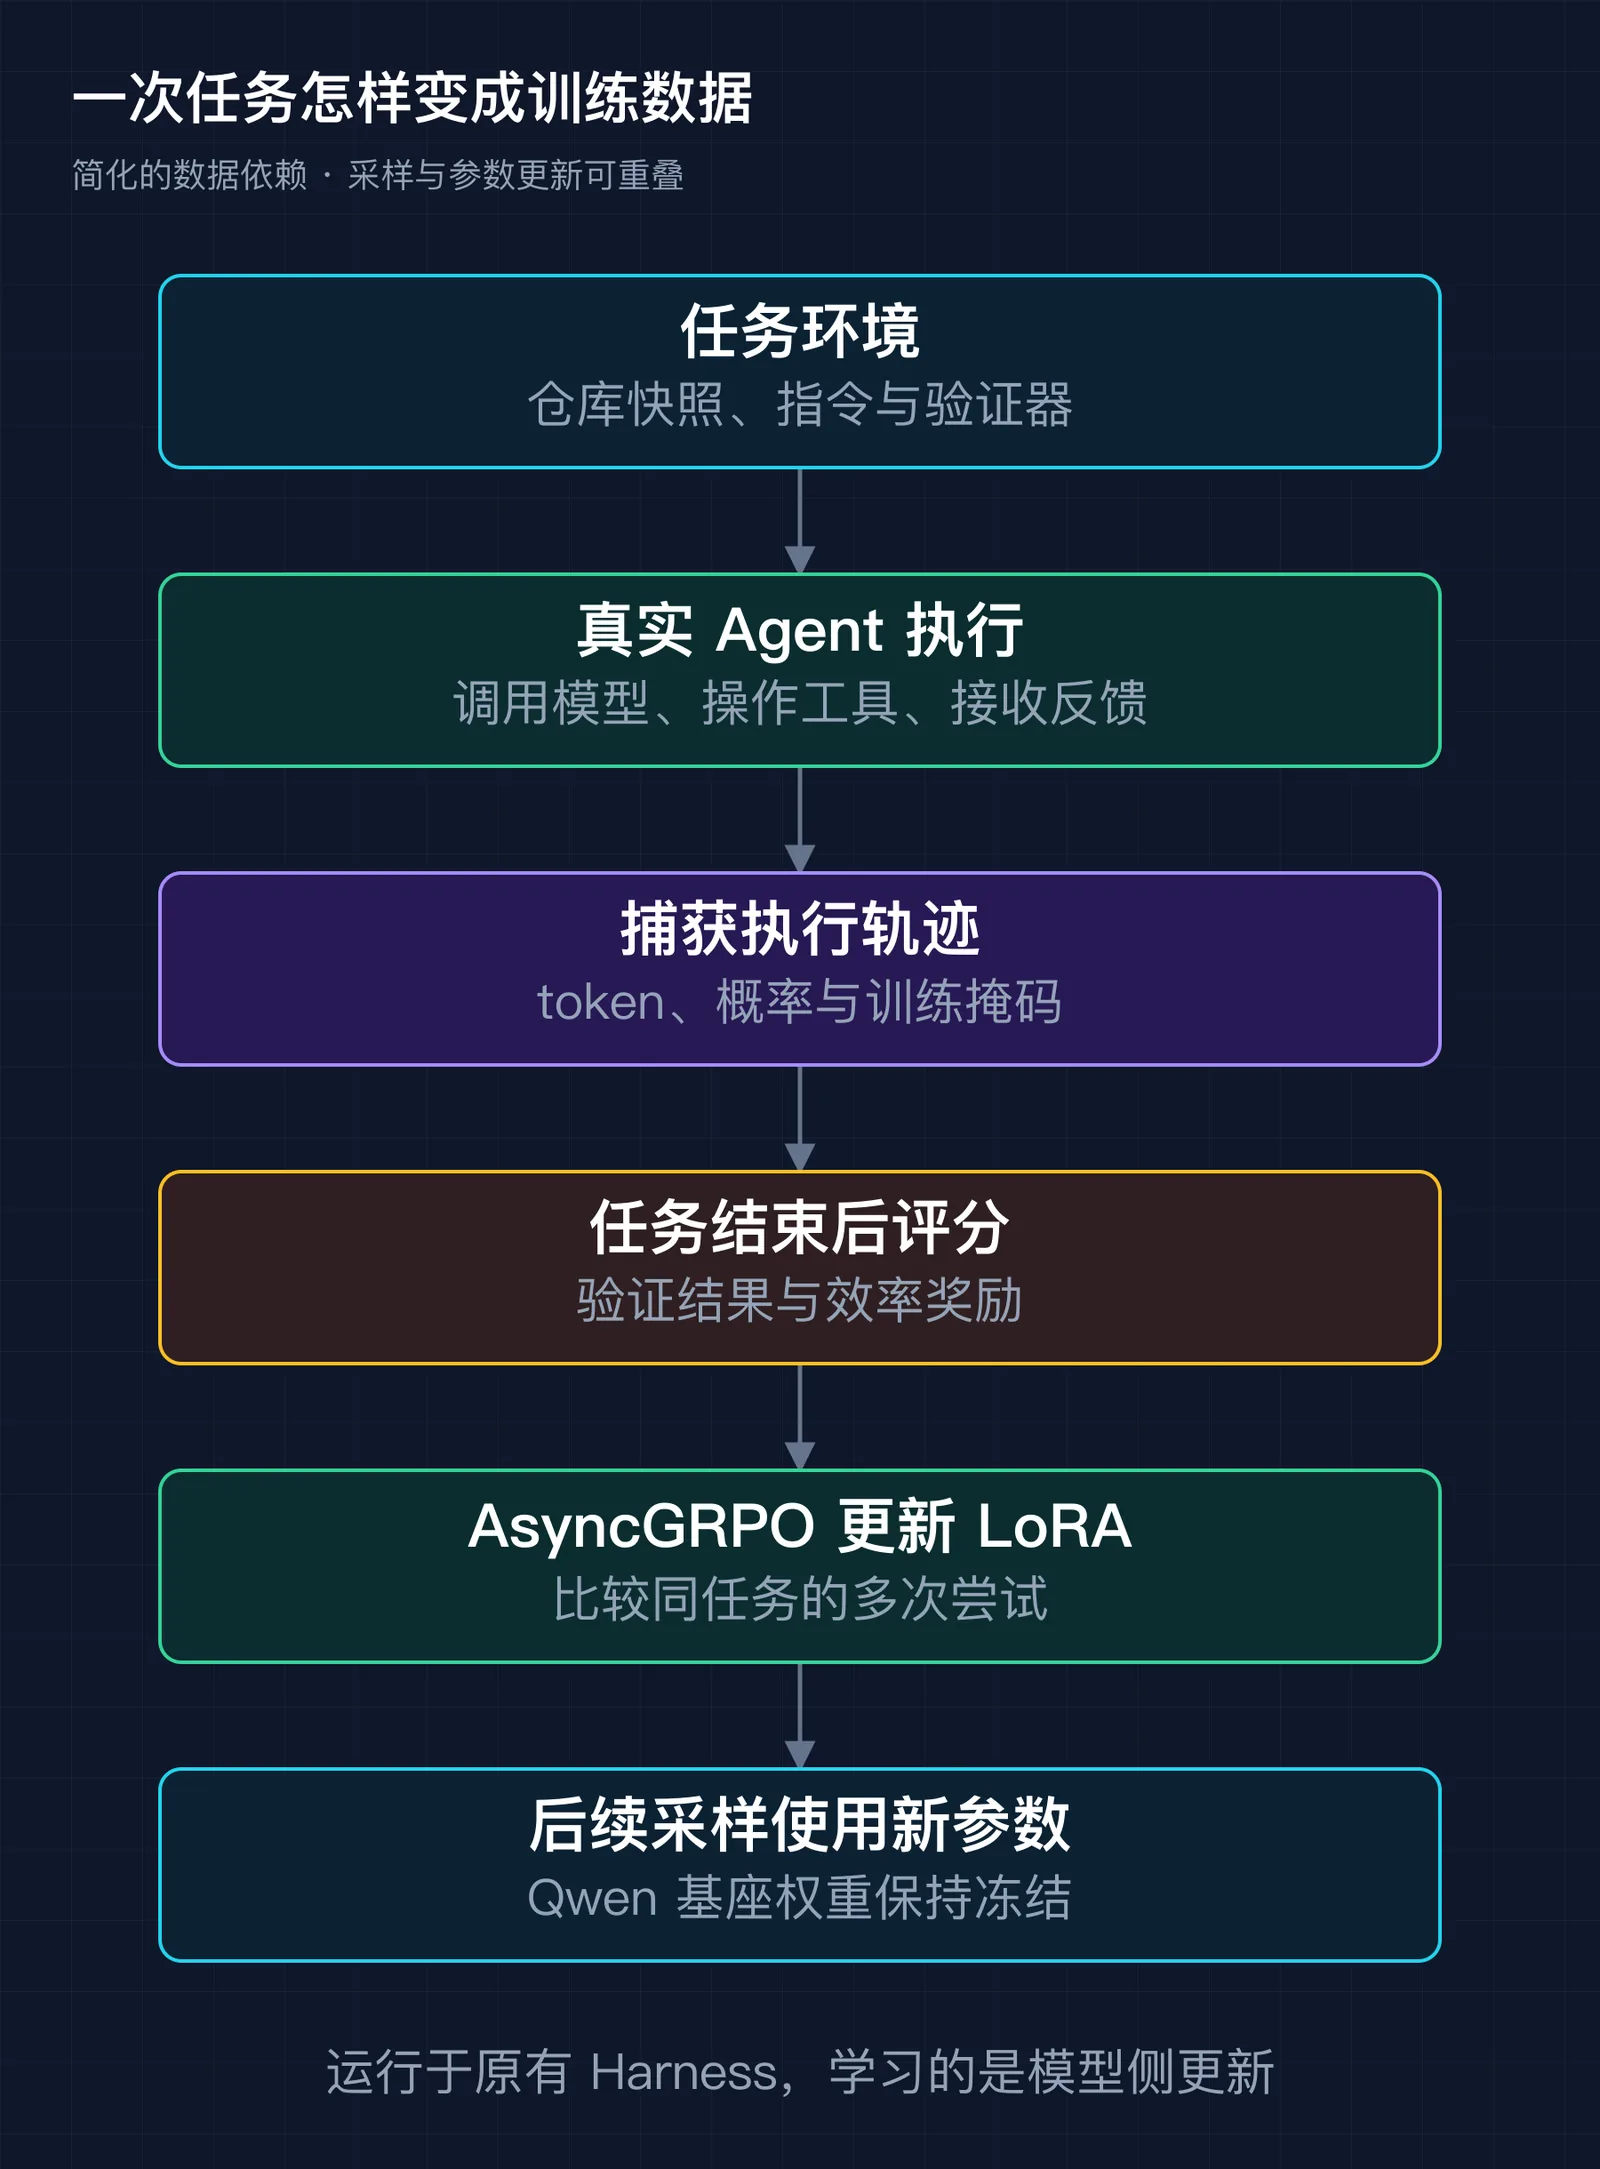 一次任务怎样变成训练数据
简化的数据依赖 · 采样与参数更新可重叠
任务环境
仓库快照、指令与验证器
真实 Agent 执行
调用模型、操作工具、接收反馈
捕获执行轨迹
token、概率与训练掩码
任务结束后评分
验证结果与效率奖励
AsyncGRPO 更新 LoRA
比较同任务的多次尝试
后续采样使用新参数
Qwen 基座权重保持冻结
运行于原有 Harness，学习的是模型侧更新